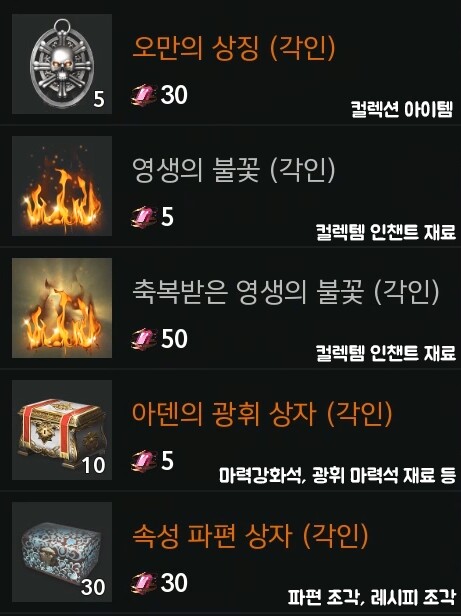 오만의 상징 (각인)
5
30
컬렉션 아이템
영생의 불꽃 (각인)
5
컬렉템 인챈트 재료
축복받은 영생의 불꽃 (각인)
50
컬렉템 인챈트 재료
아덴의 광휘 상자 (각인)
10
5
마력강화석, 광휘 마력석 재료 등
속성 파편 상자 (각인)
30
30
파편 조각, 레시피 조각